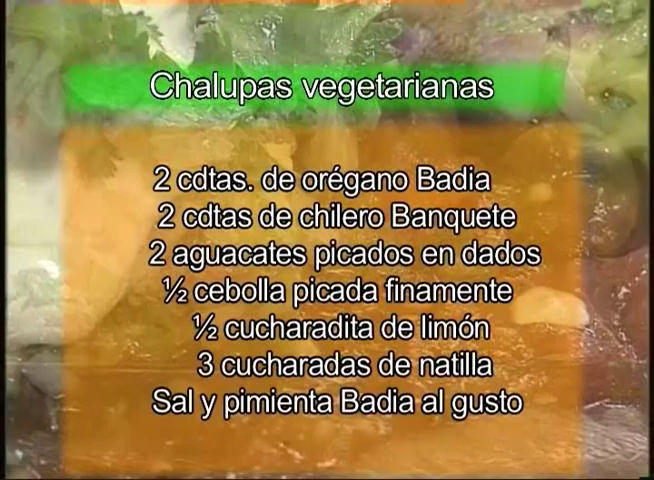 Chalupas vegetarianas
2 cdtas. de orégano Badia
2 cdtas de chilero Banquete
2 aguacates picados en dados
½ cebolla picada finamente
½ cucharadita de limón
3 cucharadas de natilla
Sal y pimienta Badia al gusto